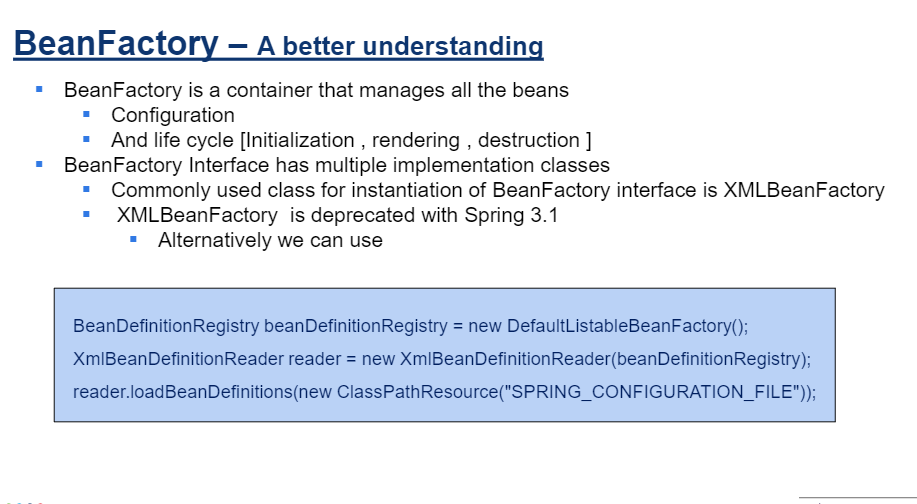 BeanFactory – A better understanding
BeanFactory is a container that manages all the beans
Configuration
And life cycle [Initialization , rendering , destruction ]
BeanFactory Interface has multiple implementation classes
Commonly used class for instantiation of BeanFactory interface is XMLBeanFactory
XMLBeanFactory is deprecated with Spring 3.1
Alternatively we can use
BeanDefinitionRegistry beanDefinitionRegistry = new DefaultListableBeanFactory();
XmlBeanDefinitionReader reader = new XmlBeanDefinitionReader(beanDefinitionRegistry);
reader.loadBeanDefinitions(new ClassPathResource("SPRING_CONFIGURATION_FILE"));